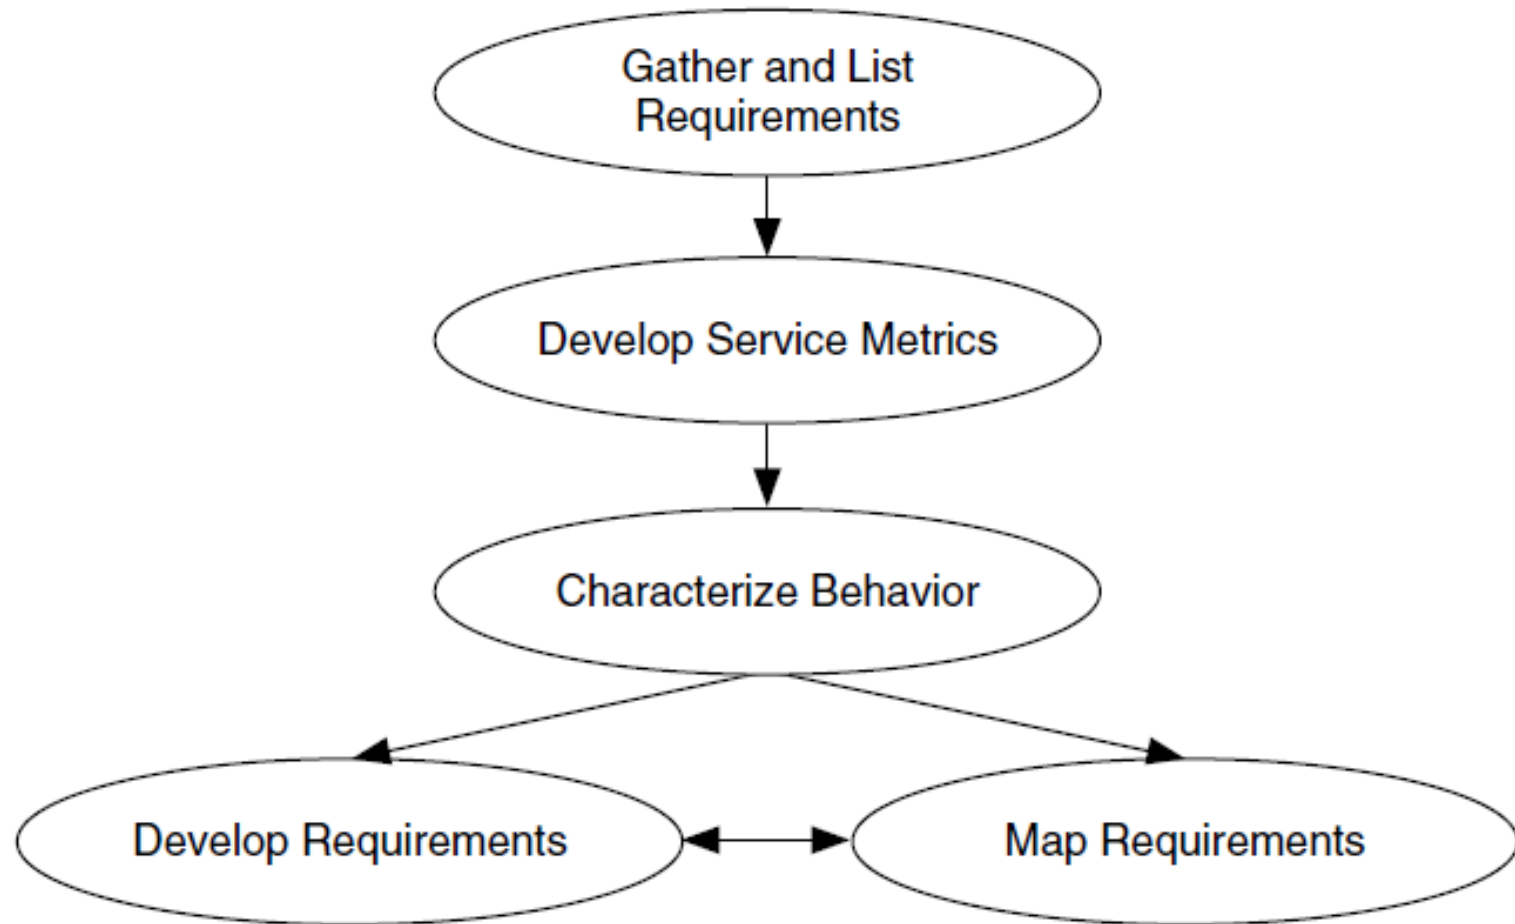 Gather and List
Requirements
Develop Service Metrics
Characterize Behavior
Develop Requirements
Map Requirements